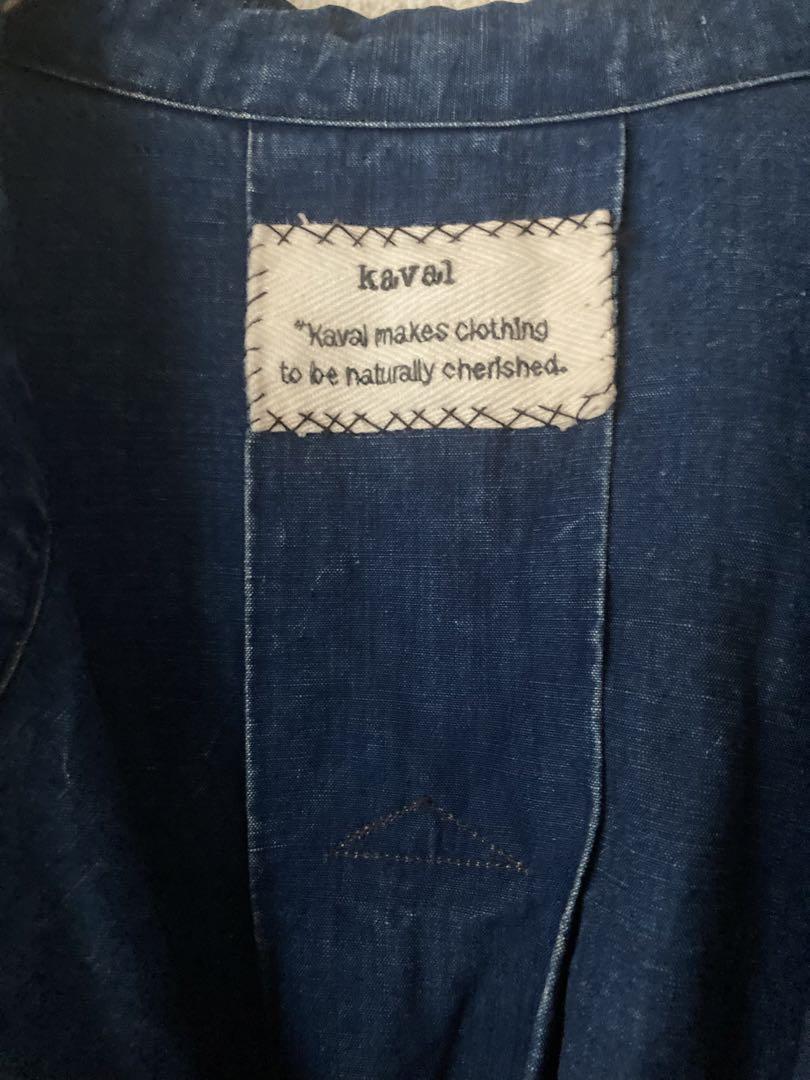 kaval
"Kaval makes clothing
to be naturally cherished.